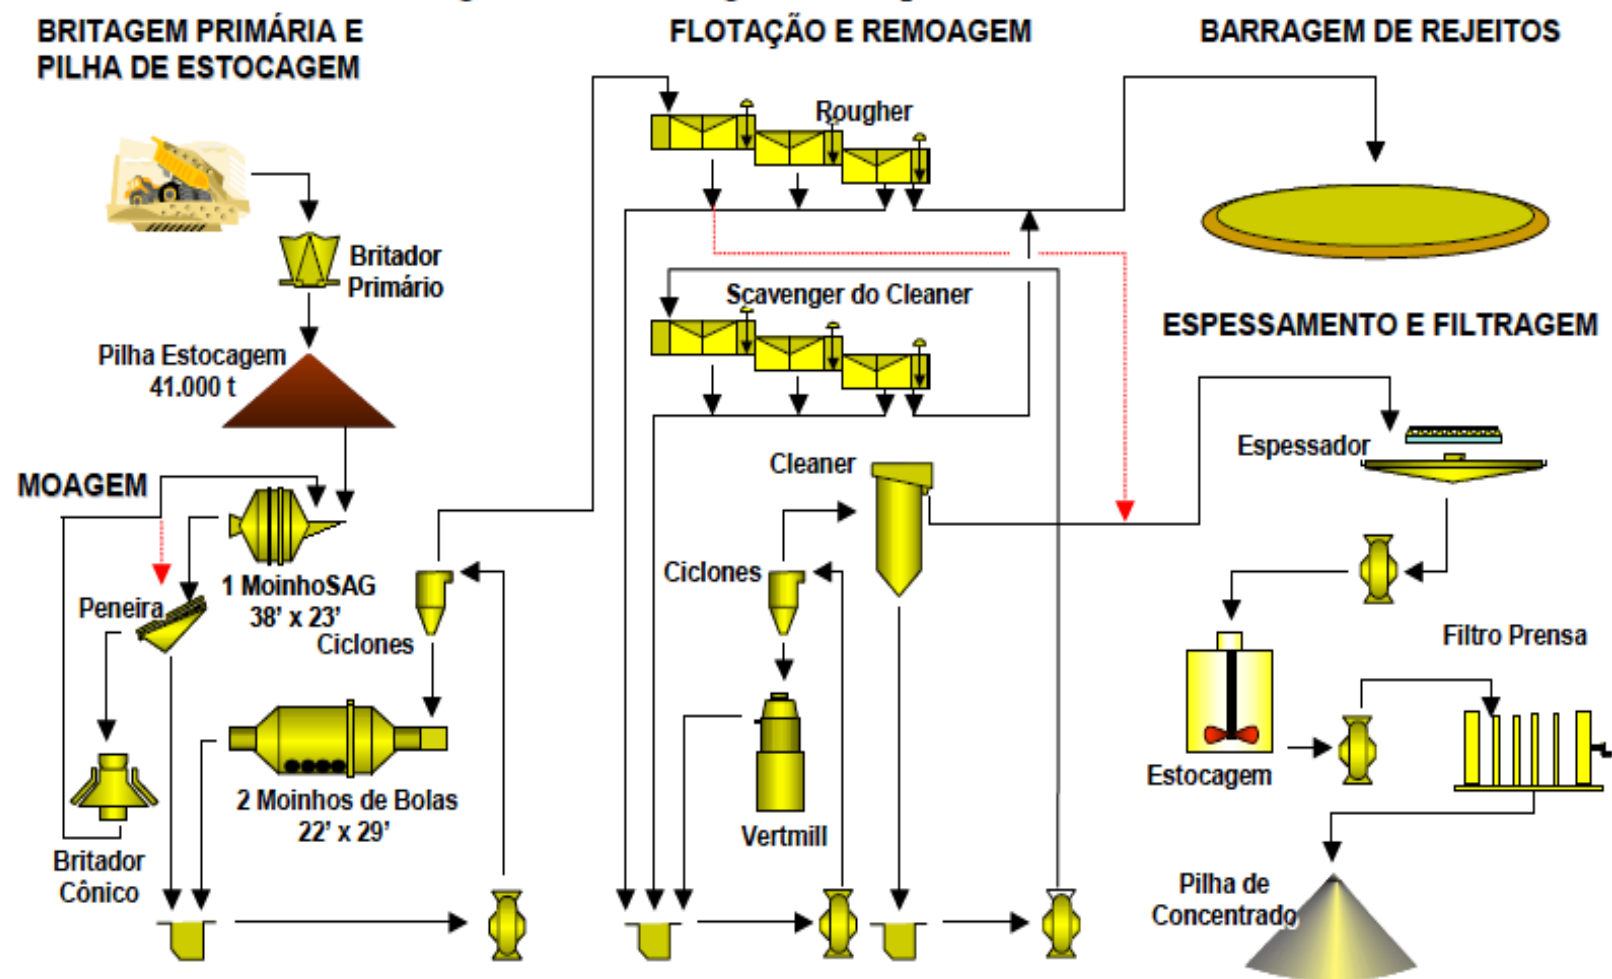 BRITAGEM PRIMÁRIA E
PILHA DE ESTOCAGEM
FLOTAÇÃO E REMOAGEM
BARRAGEM DE REJEITOS
Rougher
Britador
Primário
Scavenger do Cleaner
ESPESSAMENTO E FILTRAGEM
Pilha Estocagem
41.000 t
Espessador
Cleaner
MOAGEM
1 MoinhoSAG
38' x 23'
Peneira
Ciclones
Ciclones
Filtro Prensa
Estocagem
2 Moinhos de Bolas
22' x 29'
Vertmill
Britador
Cônico
Pilha de
Concentrado